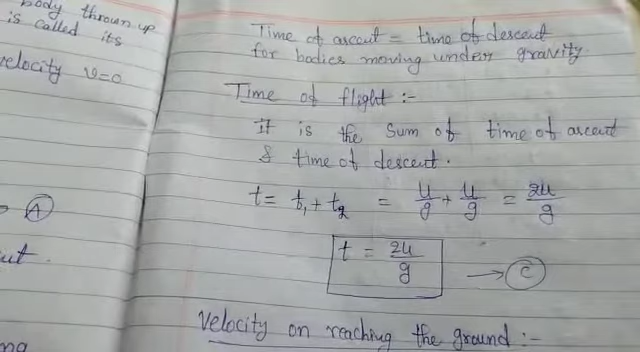 body thrown up
is called its
velocity v=0
→ A
out.
ng
Time of ascent = time of descent
for bodies moving under gravity.
Time of flight :-
It is the sum of time of ascent
& time of descent.
t = t₁ + t₂ = u/g + u/g = 2u/g
t = 2u/g → C
Velocity on reaching the ground :-